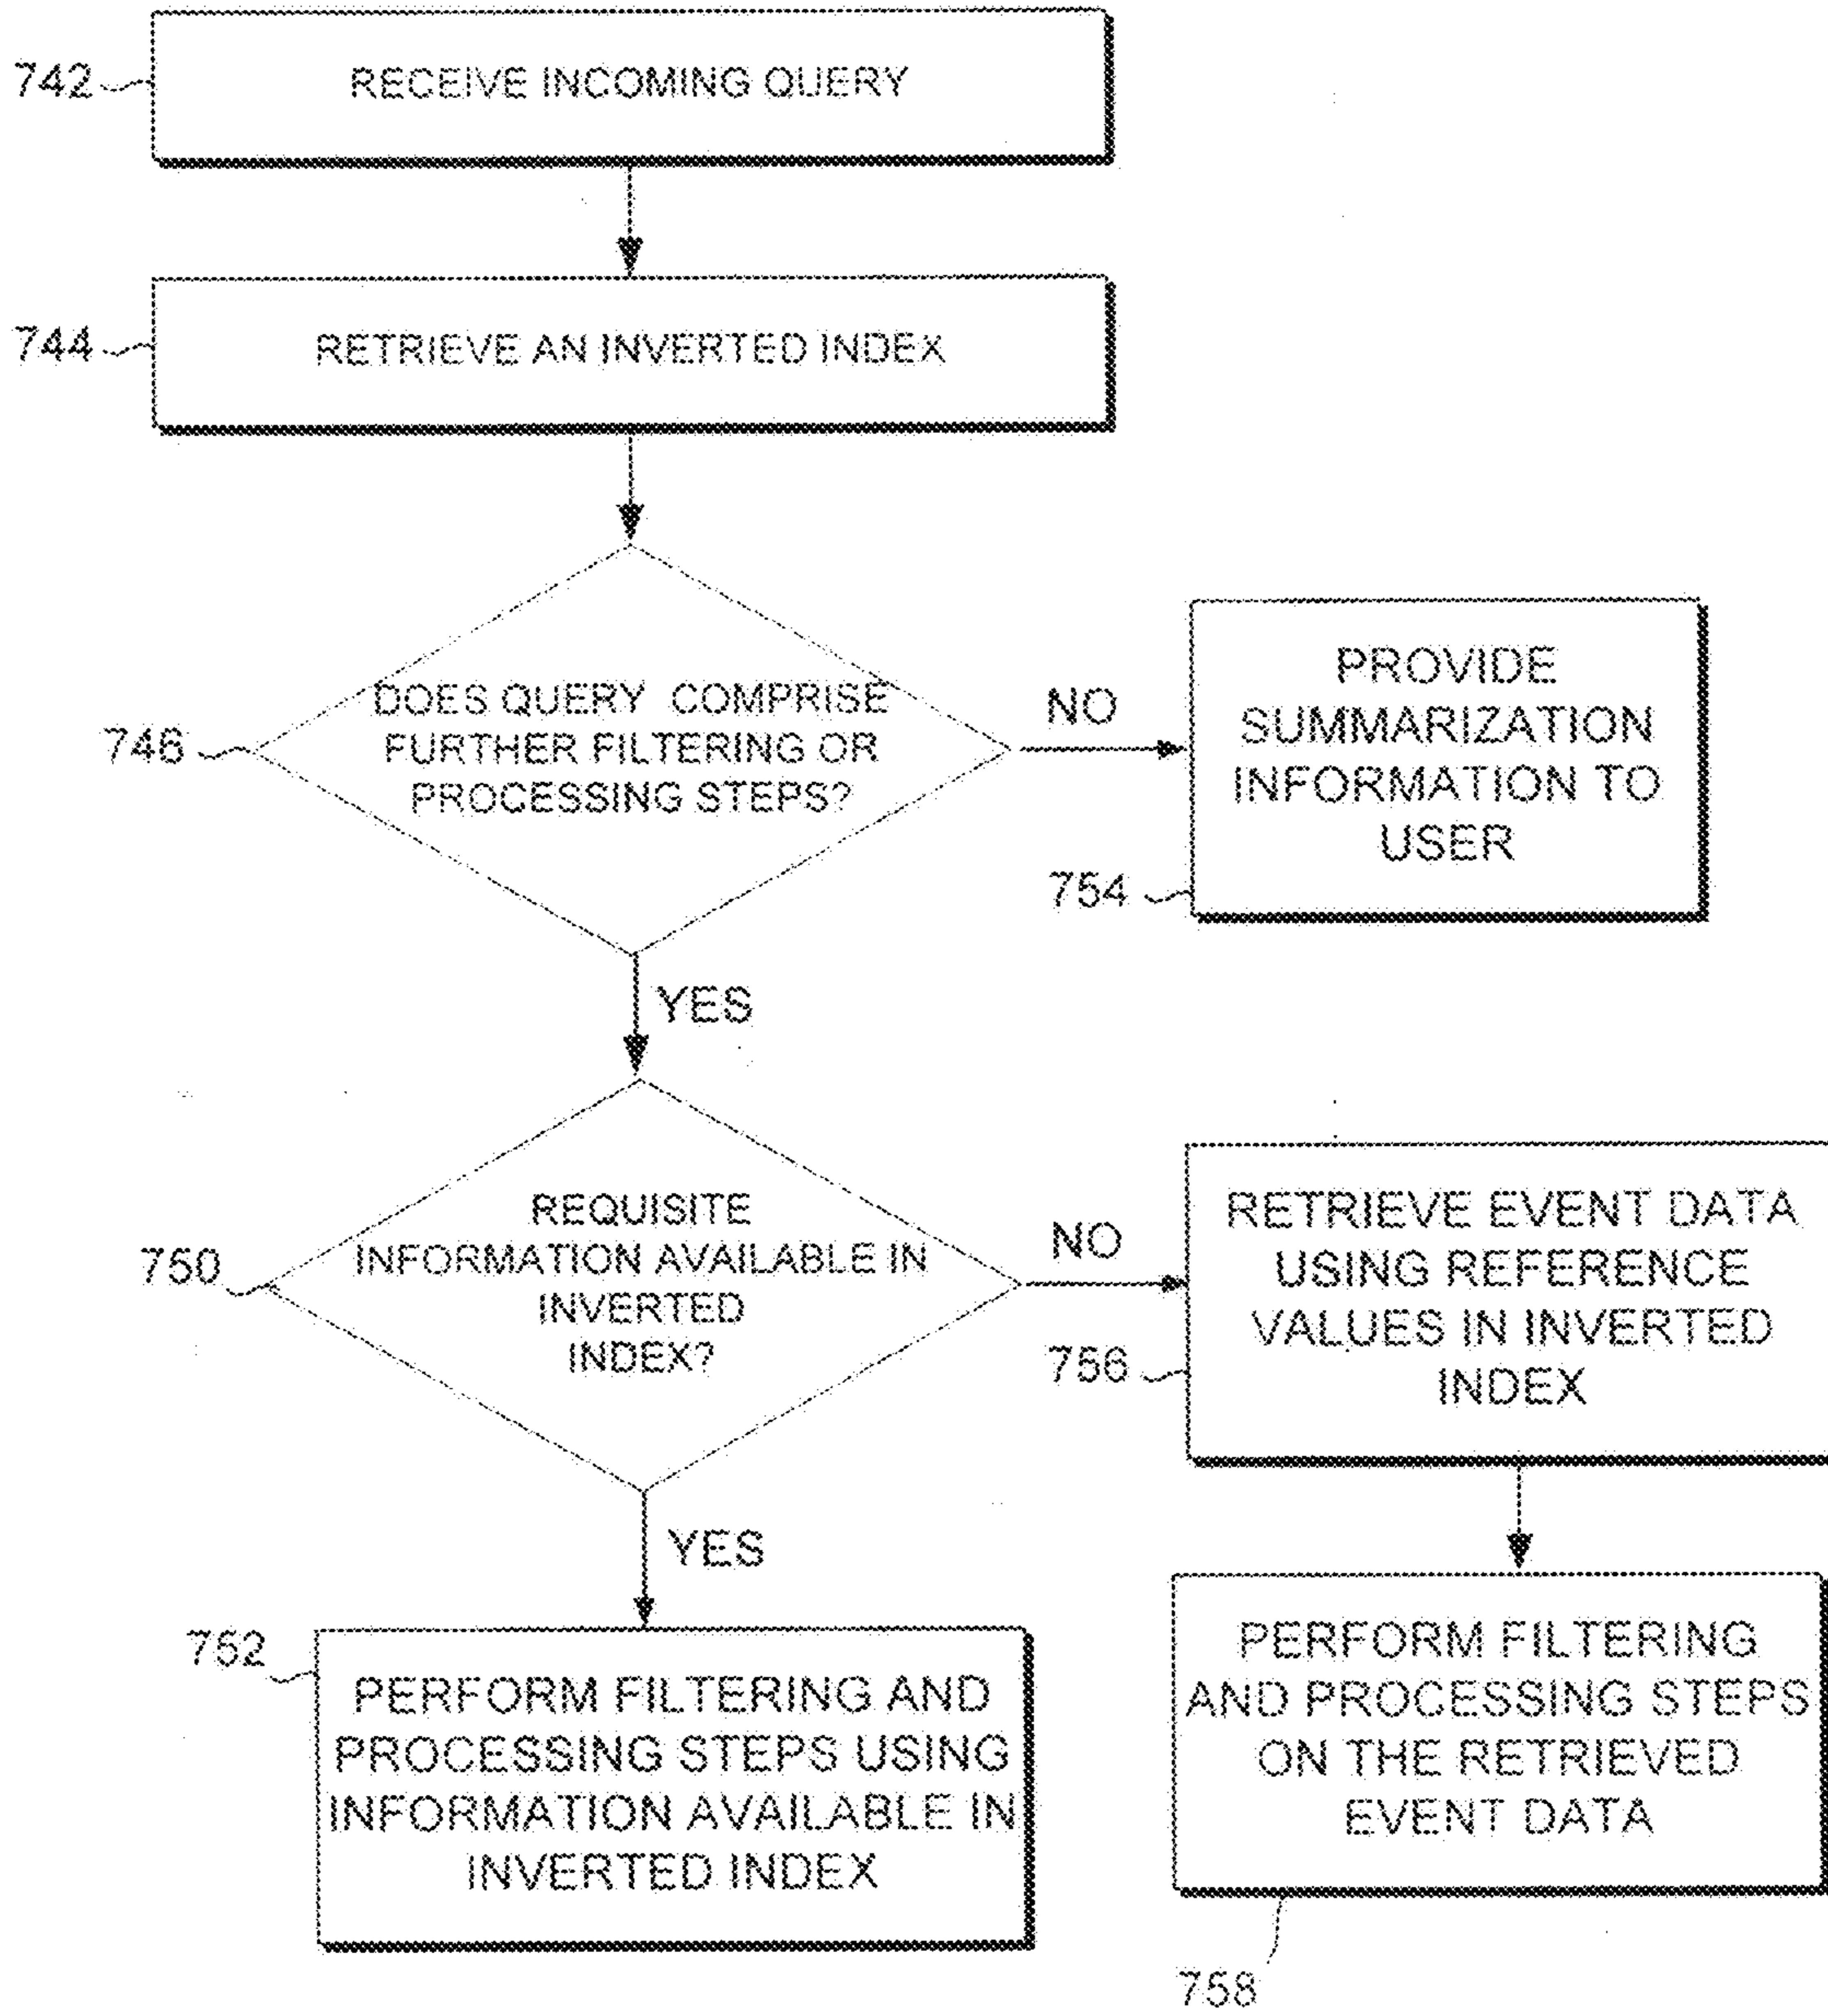 742
RECEIVE INCOMING QUERY
744
RETRIEVE AN INVERTED INDEX
746
DOES QUERY COMPRISE
FURTHER FILTERING OR
PROCESSING STEPS?
NO
PROVIDE
SUMMARIZATION
INFORMATION TO
USER
754
YES
750
REQUISITE
INFORMATION AVAILABLE IN
INVERTED
INDEX?
NO
RETRIEVE EVENT DATA
USING REFERENCE
VALUES IN INVERTED
INDEX
756
YES
752
PERFORM FILTERING AND
PROCESSING STEPS USING
INFORMATION AVAILABLE IN
INVERTED INDEX
PERFORM FILTERING
AND PROCESSING STEPS
ON THE RETRIEVED
EVENT DATA
758